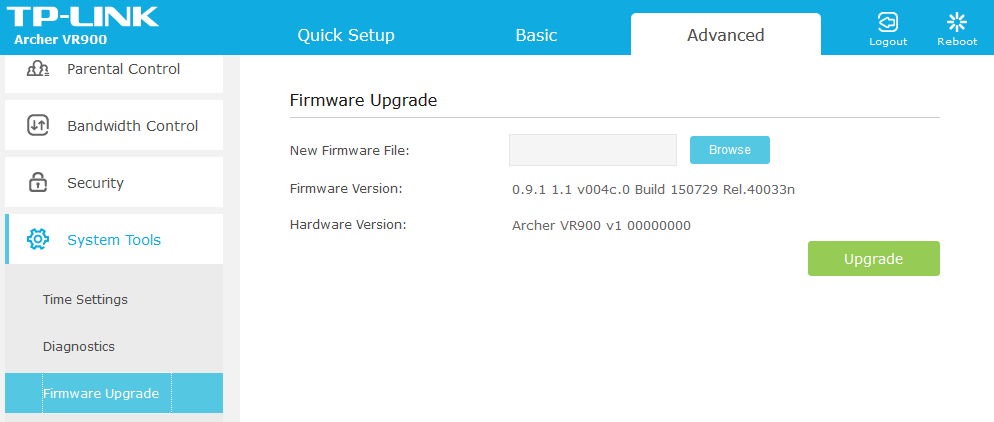 TP-LINK
Archer VR900
Quick Setup
Basic
Advanced
Logout
Reboot
Parental Control
Bandwidth Control
Security
System Tools
Time Settings
Diagnostics
Firmware Upgrade
Firmware Upgrade
New Firmware File:
Browse
Firmware Version: 0.9.1 1.1 v004c.0 Build 150729 Rel.40033n
Hardware Version: Archer VR900 v1 00000000
Upgrade